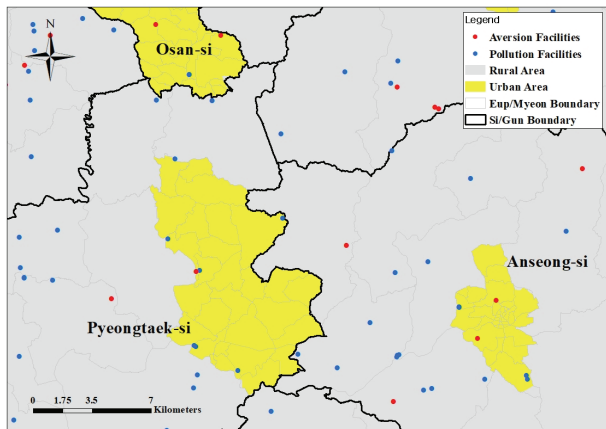 N
Osan-si
Legend
Aversion Facilities
Pollution Facilities
Rural Area
Urban Area
Eup/Myeon Boundary
Si/Gun Boundary
Anseong-si
Pyeongtaek-si
0 1.75 3.5 7
Kilometers